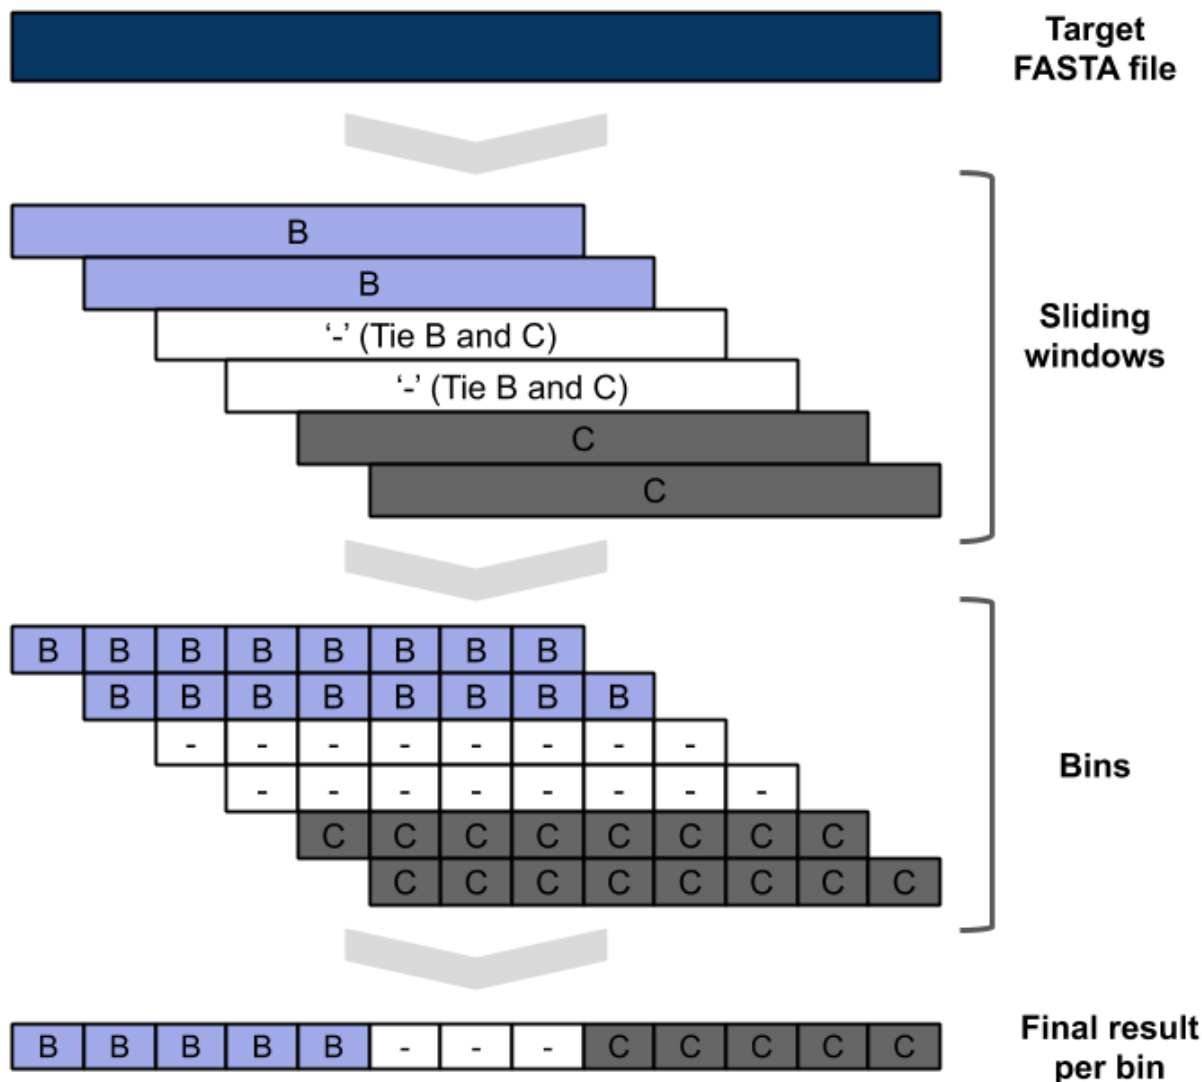 Target
FASTA file
B
B
‘-’ (Tie B and C)
‘-’ (Tie B and C)
C
C
Sliding
windows
B B B B B B B B
B B B B B B B B
- - - - - - - -
- - - - - - - -
C C C C C C C C
C C C C C C C C
Bins
B B B B B - - - C C C C C
Final result
per bin